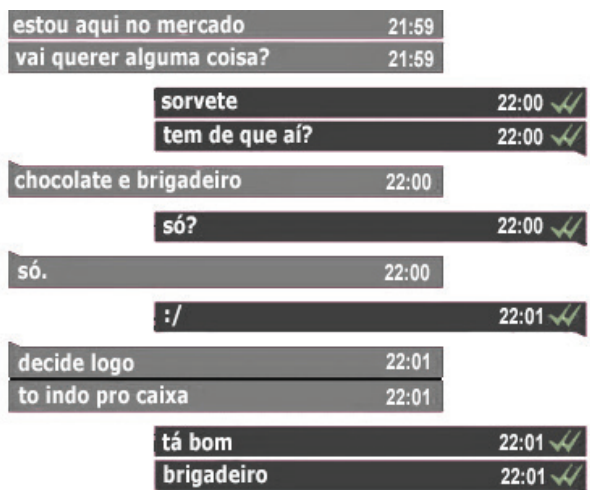 estou aqui no mercado 21:59
vai querer alguma coisa? 21:59
sorvete 22:00
tem de que aí? 22:00
chocolate e brigadeiro 22:00
só? 22:00
só. 22:00
:/ 22:01
decide logo 22:01
to indo pro caixa 22:01
tá bom 22:01
brigadeiro 22:01